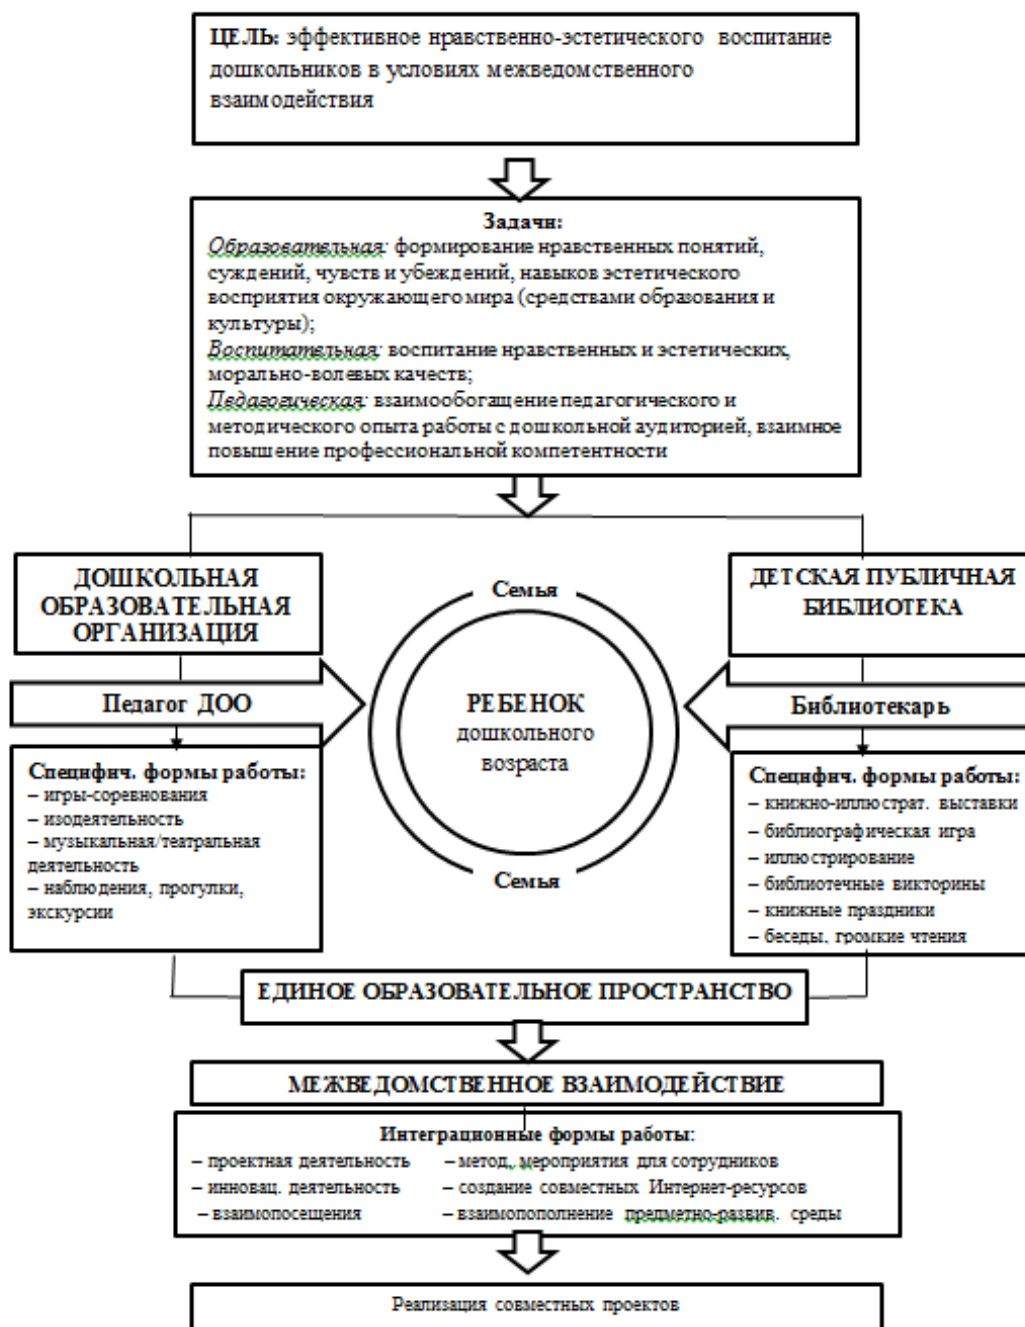 ЦЕЛЬ: эффективное нравственно-эстетического воспитание
дошкольников в условиях межведомственного
взаимодействия
Задачи:
Образовательная: формирование нравственных понятий,
суждений, чувств и убеждений, навыков эстетического
восприятия окружающего мира (средствами образования и
культуры);
Воспитательная: воспитание нравственных и эстетических,
морально-волевых качеств;
Педагогическая: взаимообогащение педагогического и
методического опыта работы с дошкольной аудиторией, взаимное
повышение профессиональной компетентности
ДОШКОЛЬНАЯ
ОБРАЗОВАТЕЛЬНАЯ
ОРГАНИЗАЦИЯ
Педагог ДОО
Специфич. формы работы:
– игры-соревнования
– изодеятельность
– музыкальная/театральная
деятельность
– наблюдения, прогулки,
экскурсии
Семья
РЕБЕНОК
дошкольного
возраста
Семья
ДЕТСКАЯ ПУБЛИЧНАЯ
БИБЛИОТЕКА
Библиотекарь
Специфич. формы работы:
– книжно-иллюстрат. выставки
– библиографическая игра
– иллюстрирование
– библиотечные викторины
– книжные праздники
– беседы, громкие чтения
ЕДИНОЕ ОБРАЗОВАТЕЛЬНОЕ ПРОСТРАНСТВО
МЕЖВЕДОМСТВЕННОЕ ВЗАИМОДЕЙСТВИЕ
Интеграционные формы работы:
– проектная деятельность – метод. мероприятия для сотрудников
– инновац. деятельность – создание совместных Интернет-ресурсов
– взаимопосещения – взаимопополнение предметно-развив. среды
Реализация совместных проектов